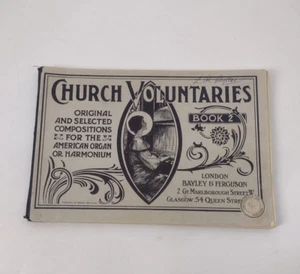 CHURCH VOLUNTARIES
BOOK 2
ORIGINAL
AND SELECTED
COMPOSITIONS
FOR THE
AMERICAN ORGAN
OR HARMONIUM
LONDON
BAYLEY & FERGUSON
2 GT MARLBOROUGH STREET W
GLASGOW: 54 QUEEN STREET